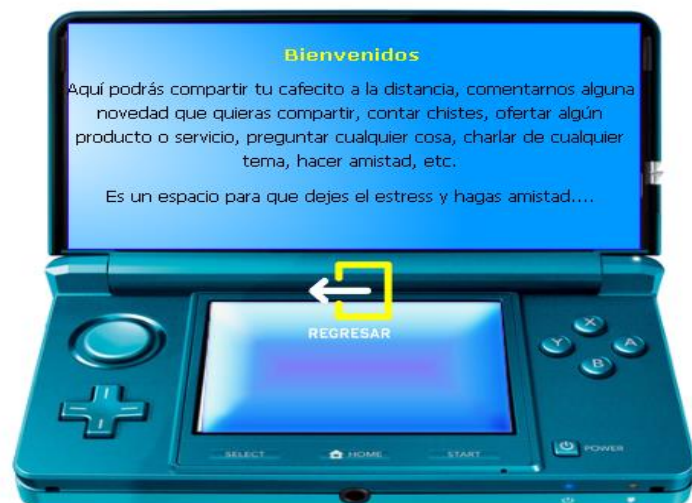 Bienvenidos
Aquí podrás compartir tu cafecito a la distancia, comentarnos alguna
novedad que quieras compartir, contar chistes, ofertar algún
producto o servicio, preguntar cualquier cosa, charlar de cualquier
tema, hacer amistad, etc.
Es un espacio para que dejes el estress y hagas amistad....
REGRESAR
X
Y
A
B
SELECT
HOME
START
POWER